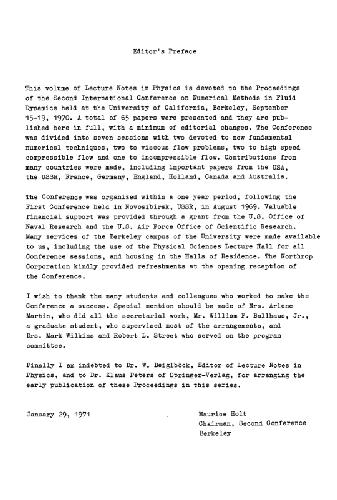 Editor's Preface
This volume of Lecture Notes in Physics is devoted to the Proceedings
of the Second International Conference on Numerical Methods in Fluid
Dynamics held at the University of California, Berkeley, September
15-19, 1970. A total of 65 papers were presented and they are pub-
lished here in full, with a minimum of editorial changes. The Conference
was divided into seven sessions with two devoted to new fundamental
numerical techniques, two to viscous flow problems, two to high speed
compressible flow and one to incompressible flow. Contributions from
many countries were made, including important papers from the USA,
the USSR, France, Germany, England, Holland, Canada and Australia.
The Conference was organized within a one year period, following the
First Conference held in Novosibirsk, USSR, in August 1969. Valuable
financial support was provided through a grant from the U.S. Office of
Naval Research and the U.S. Air Force Office of Scientific Research.
Many services of the Berkeley campus of the University were made available
to us, including the use of the Physical Sciences Lecture Hall for all
Conference sessions, and housing in the Halls of Residence. The Northrop
Corporation kindly provided refreshments at the opening reception of
the Conference.
I wish to thank the many students and colleagues who worked to make the
Conference a success. Special mention should be made of Mrs. Arlene
Martin, who did all the secretarial work, Mr. William F. Ballhaus, Jr.,
a graduate student, who supervised most of the arrangements, and
Drs. Mark Wilkins and Robert L. Street who served on the program
committee.
Finally I am indebted to Dr. W. Beiglböck, Editor of Lecture Notes in
Physics, and to Dr. Klaus Peters of Springer-Verlag, for arranging the
early publication of these Proceedings in this series.
January 29, 1971
Maurice Holt
Chairman, Second Conference
Berkeley